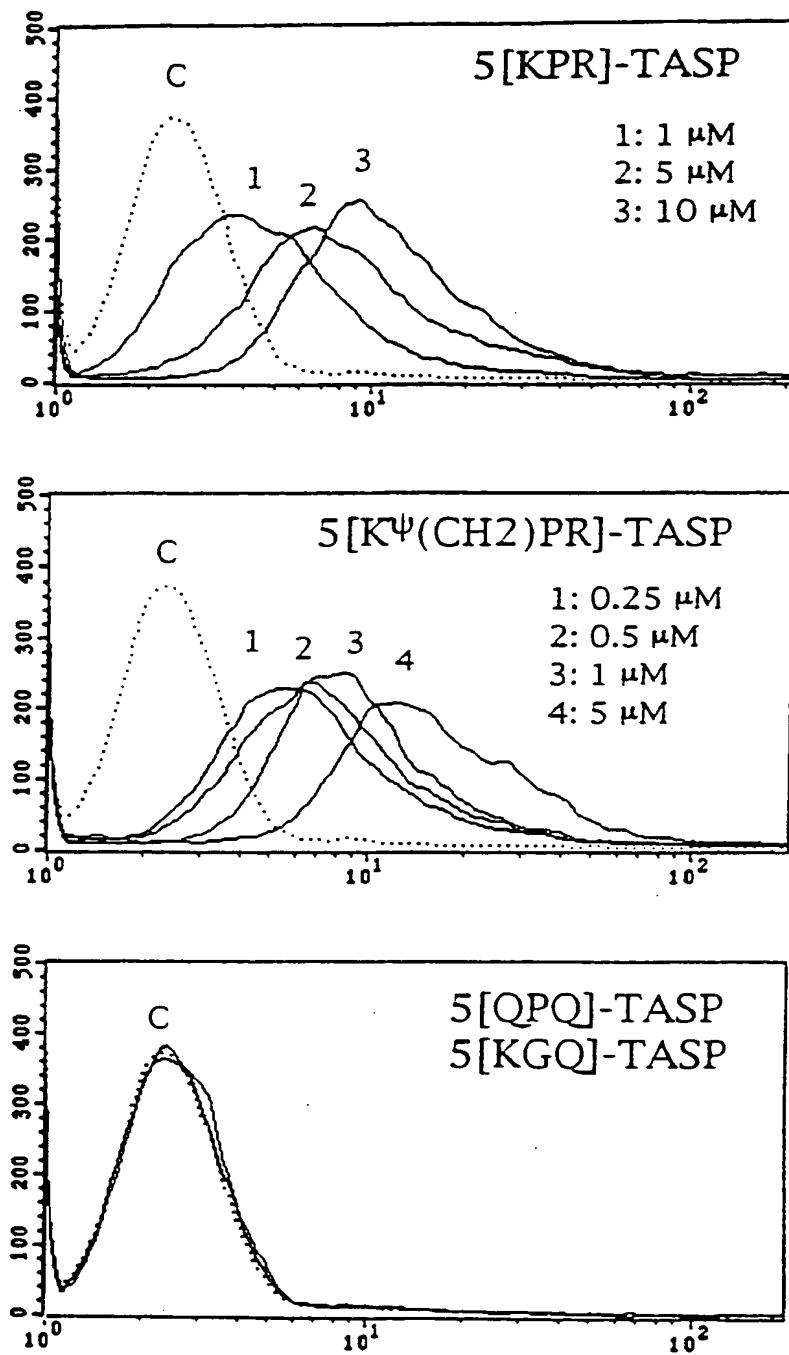 500
400
300
200
100
0
C
1
2
3
5[KPR]-TASP
1: 1 μM
2: 5 μM
3: 10 μM
10⁰
10¹
10²
500
400
300
200
100
0
C
1
2
3
4
5[KΨ(CH2)PR]-TASP
1: 0.25 μM
2: 0.5 μM
3: 1 μM
4: 5 μM
10⁰
10¹
10²
500
400
300
200
100
0
C
5[QPQ]-TASP
5[KGQ]-TASP
10⁰
10¹
10²